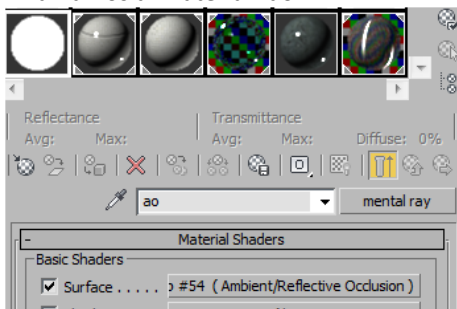 Reflectance Transmittance
Avg: Max: Avg: Max: Diffuse: 0%
ao mental ray
- Material Shaders
Basic Shaders
Surface . . . . . #54 ( Ambient/Reflective Occlusion )